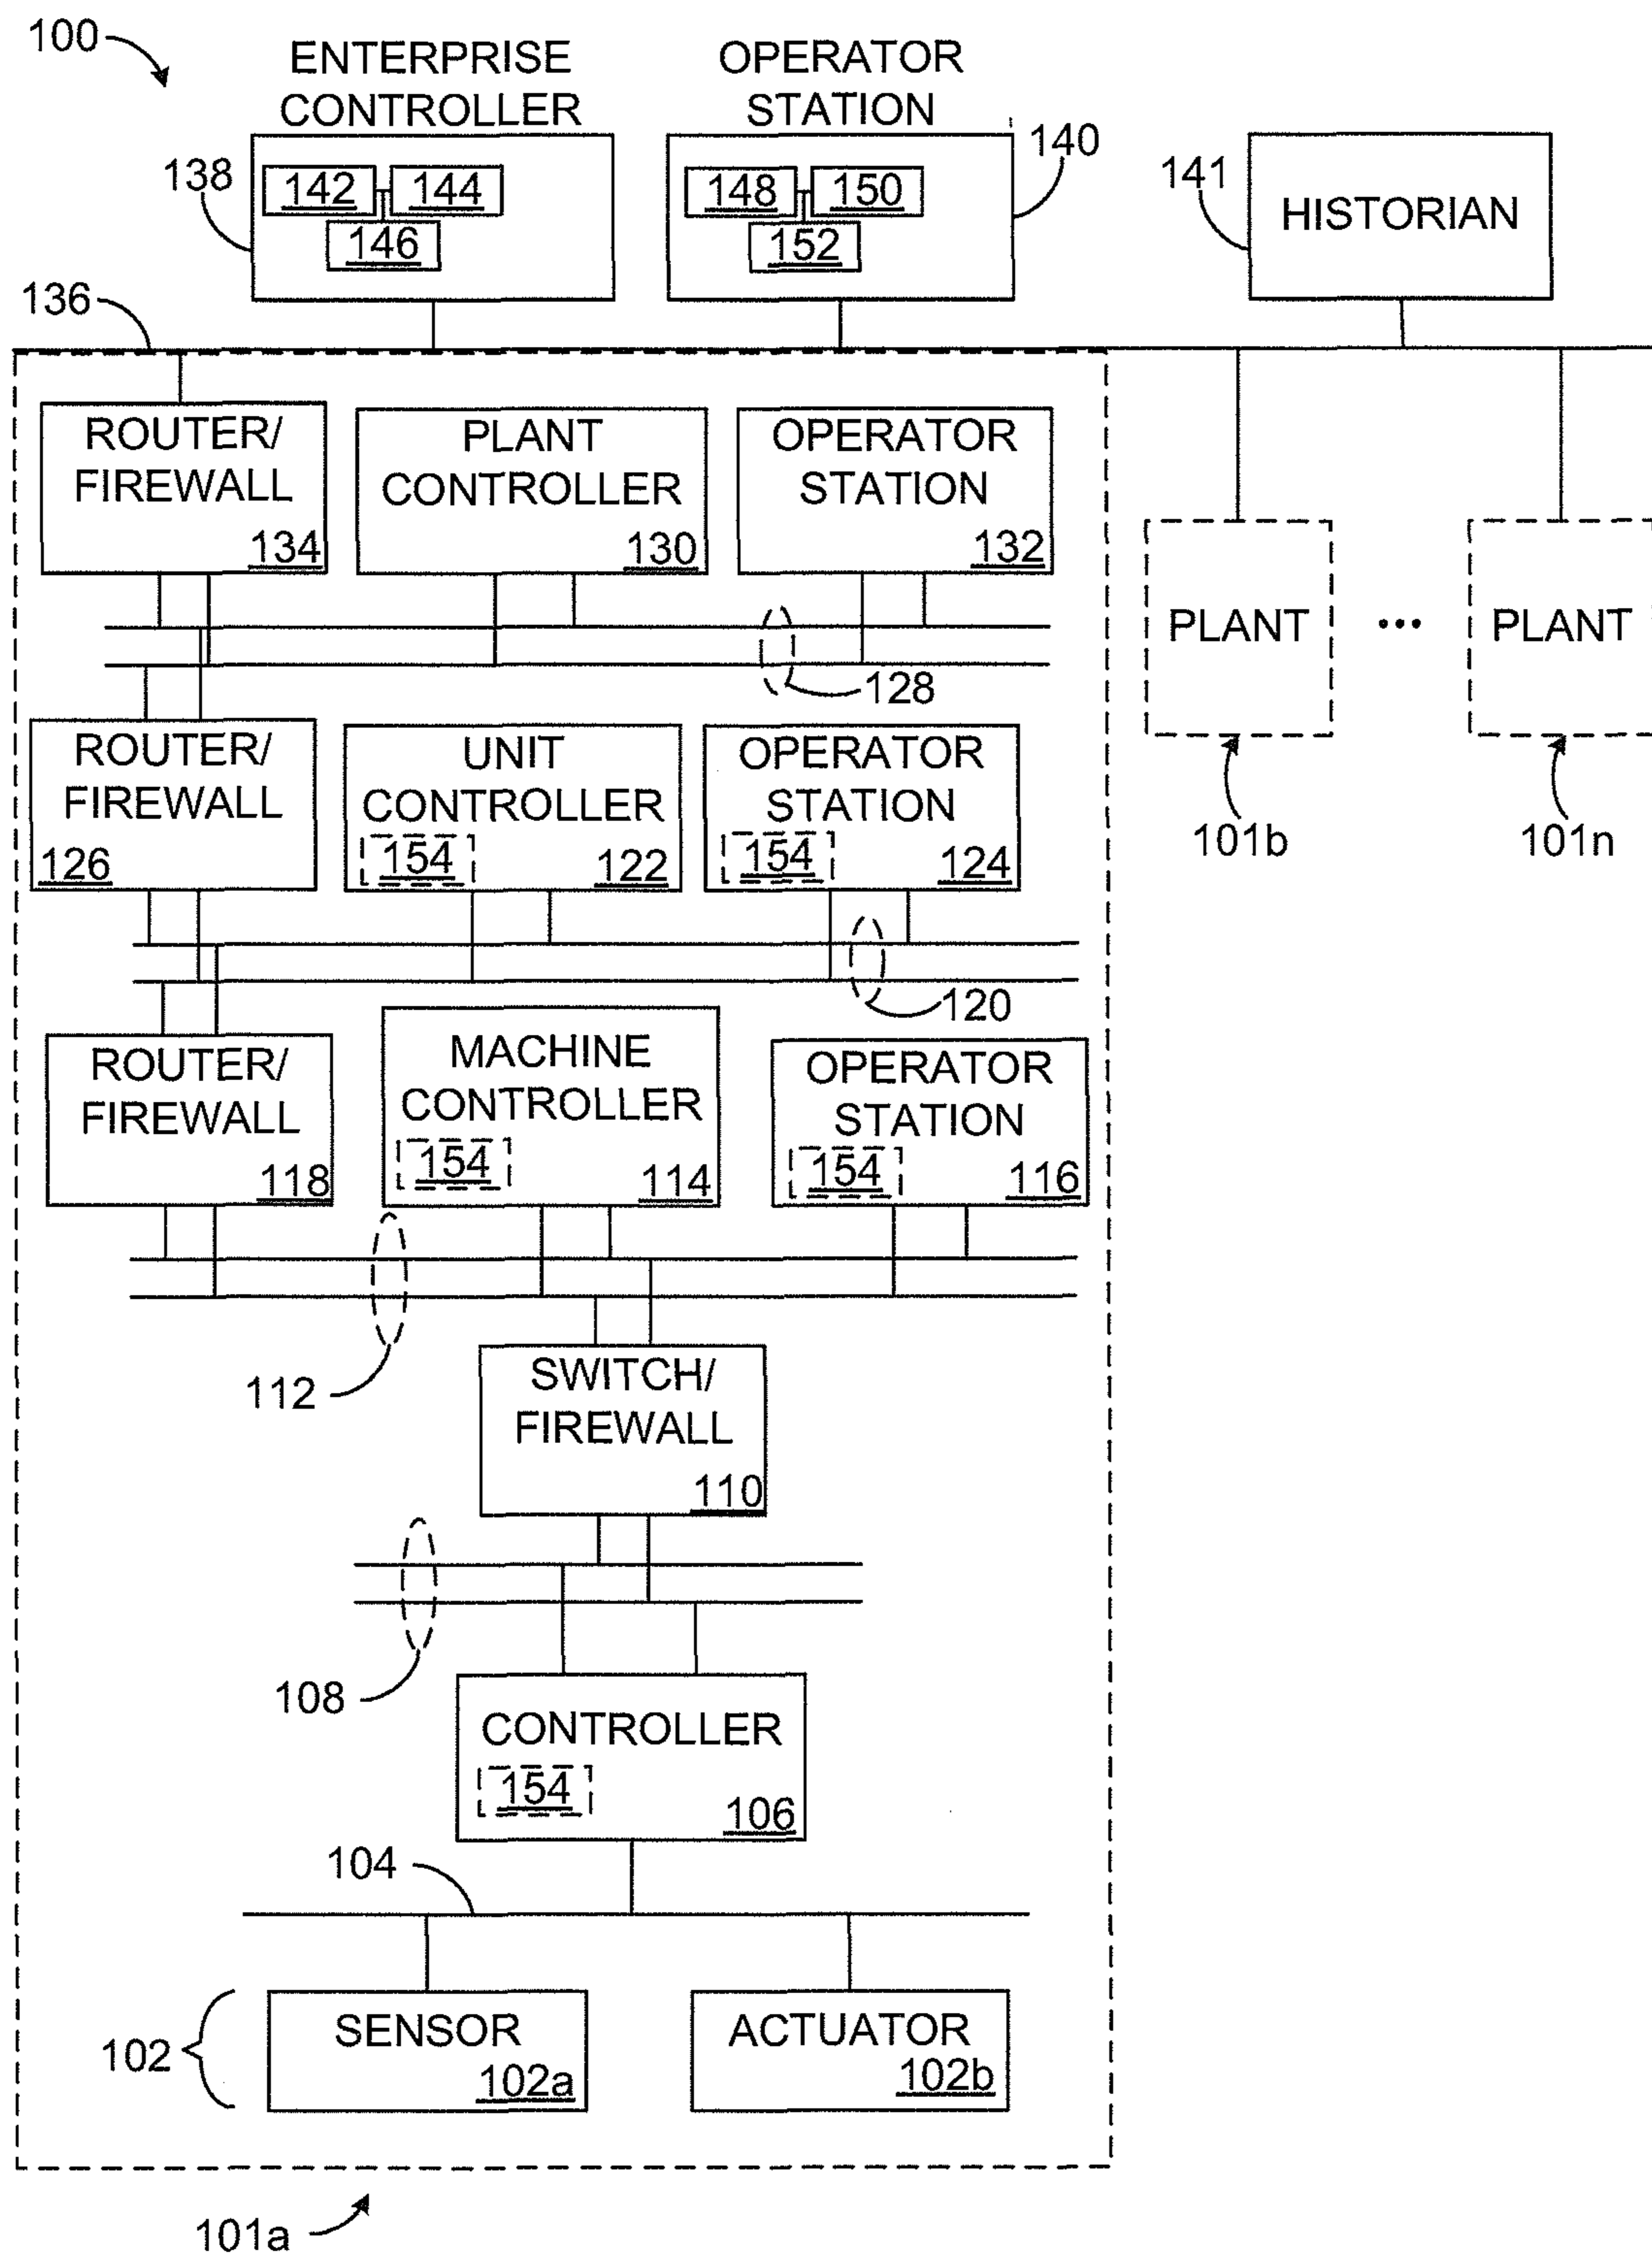 100
ENTERPRISE
CONTROLLER
OPERATOR
STATION
138
142
144
146
148
150
152
140
141
HISTORIAN
136
ROUTER/
FIREWALL
134
PLANT
CONTROLLER
130
OPERATOR
STATION
132
128
PLANT
•••
PLANT
101b
101n
ROUTER/
FIREWALL
126
UNIT
CONTROLLER
154
122
OPERATOR
STATION
154
124
120
ROUTER/
FIREWALL
118
MACHINE
CONTROLLER
154
114
OPERATOR
STATION
154
116
112
SWITCH/
FIREWALL
110
108
CONTROLLER
154
106
104
102
SENSOR
102a
ACTUATOR
102b
101a